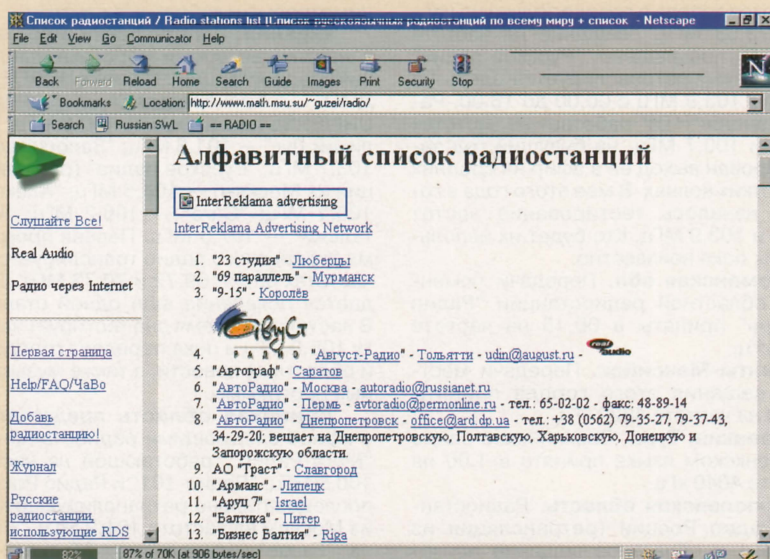 Список радиостанций / Radio stations list !!Список русскоязычных радиостанций по всему миру + список - Netscape
File Edit View Go Communicator Help
Back Forward Reload Home Search Guide Images Print Security Stop
N
Bookmarks Location: http://www.math.msu.su/~guzei/radio/
Search Russian SWL == RADIO ==
Слушайте Все!
Real Audio
Радио через Internet
Первая страница
Help/FAQ/ЧаВо
Добавь
радиостанцию!
Журнал
Русские
радиостанции,
использующие RDS
Алфавитный список радиостанций
InterReklama advertising
InterReklama Advertising Network
1. "23 студия" - Люберцы
2. "69 параллель" - Мурманск
3. "9-15" - Королёв
Август
РАДИО
4. "Август-Радио" - Тольятти - udin@august.ru - real audio
5. "Автограф" - Саратов
6. "АвтоРадио" - Москва - autoradio@russianet.ru
7. "АвтоРадио" - Пермь - avtoradio@permonline.ru - тел.: 65-02-02 - факс: 48-89-14
8. "АвтоРадио" - Днепропетровск - office@ard.dp.ua - тел.: +38 (0562) 79-35-27, 79-37-43,
34-29-20; вещает на Днепропетровскую, Полтавскую, Харьковскую, Донецкую и
Запорожскую области.
9. АО "Траст" - Славгород
10. "Арманс" - Липецк
11. "Аруц 7" - Israel
12. "Балтика" - Питер
13. "Бизнес Балтия" - Riga
82% 87% of 70K (at 906 bytes/sec)